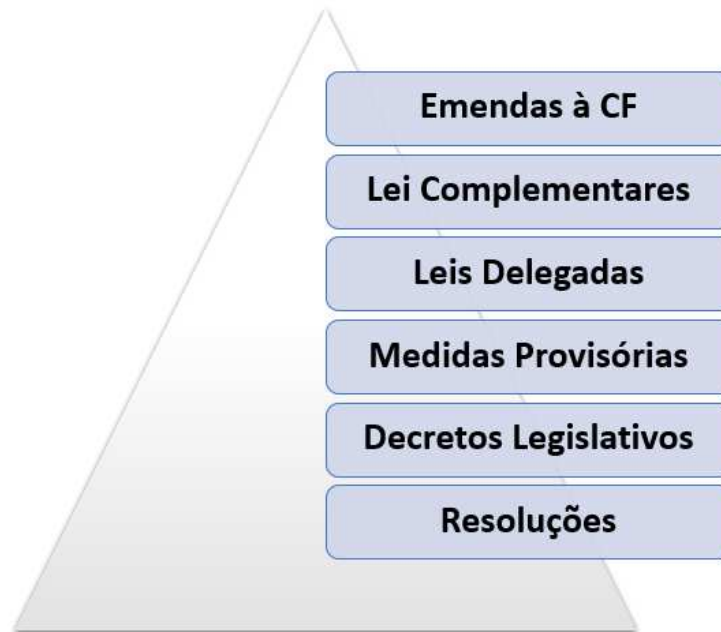 Emendas à CF
Lei Complementares
Leis Delegadas
Medidas Provisórias
Decretos Legislativos
Resoluções